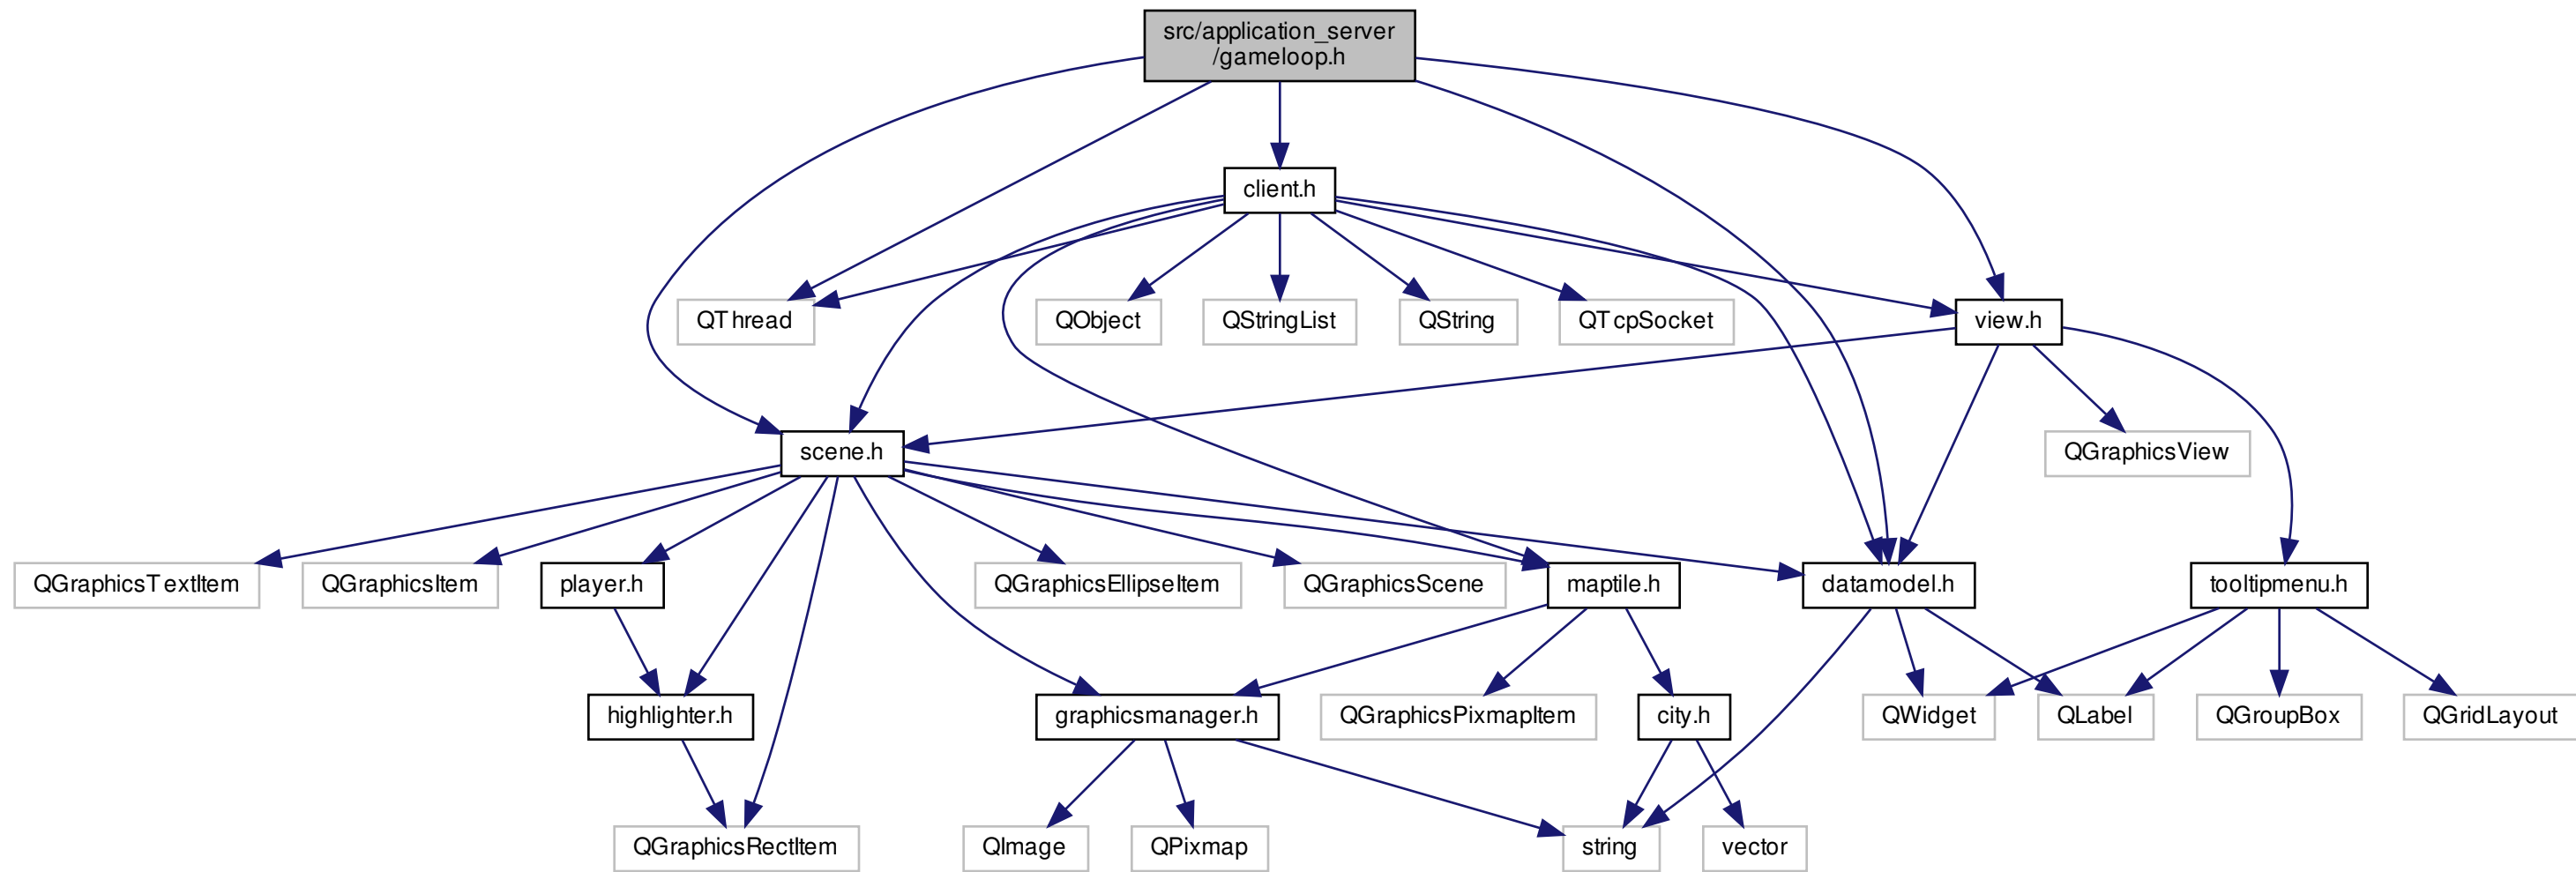 src/application_server
/gameloop.h
client.h
QThread
QObject
QStringList
QString
QTcpSocket
view.h
scene.h
QGraphicsView
QGraphicsTextItem
QGraphicsItem
player.h
QGraphicsEllipseItem
QGraphicsScene
maptile.h
datamodel.h
tooltipmenu.h
highlighter.h
graphicsmanager.h
QGraphicsPixmapItem
city.h
QWidget
QLabel
QGroupBox
QGridLayout
QGraphicsRectItem
QImage
QPixmap
string
vector